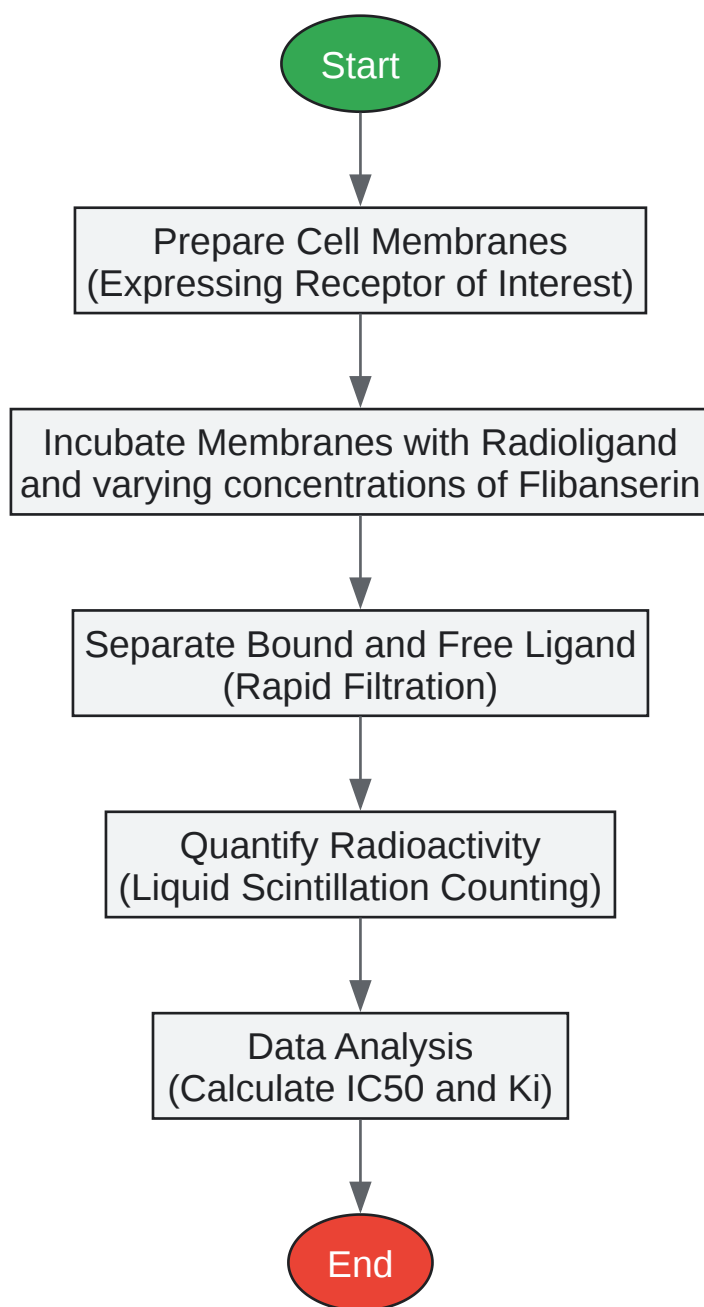 Start
Prepare Cell Membranes
(Expressing Receptor of Interest)
Incubate Membranes with Radioligand
and varying concentrations of Flibanserin
Separate Bound and Free Ligand
(Rapid Filtration)
Quantify Radioactivity
(Liquid Scintillation Counting)
Data Analysis
(Calculate IC50 and Ki)
End